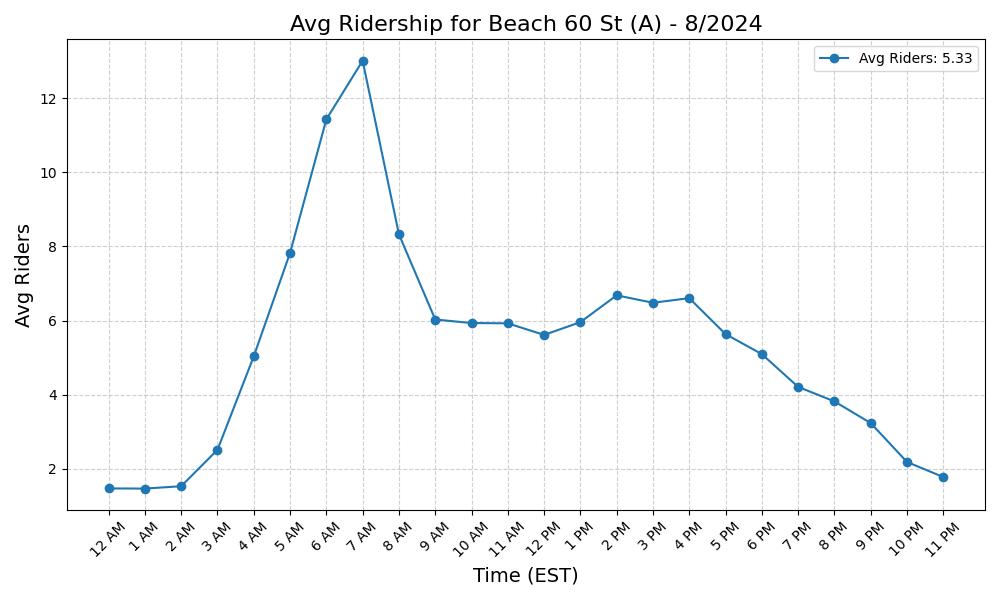 Avg Ridership for Beach 60 St (A) - 8/2024
Avg Riders: 5.33
Avg Riders
12
10
8
6
4
2
12 AM
1 AM
2 AM
3 AM
4 AM
5 AM
6 AM
7 AM
8 AM
9 AM
10 AM
11 AM
12 PM
1 PM
2 PM
3 PM
4 PM
5 PM
6 PM
7 PM
8 PM
9 PM
10 PM
11 PM
Time (EST)